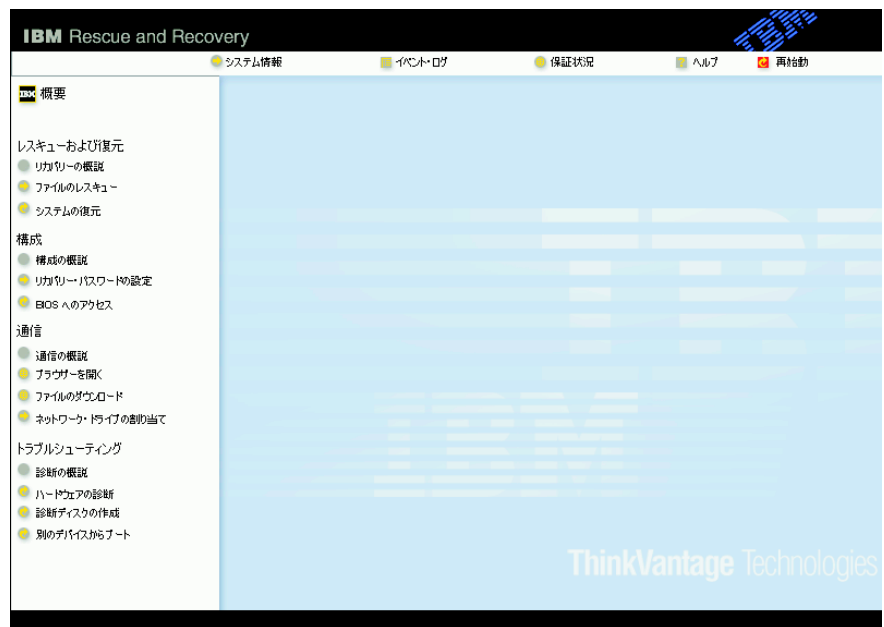 IBM Rescue and Recovery
IBM
システム情報 イベント・ログ 保証状況 ヘルプ 再始動
IBM 概要
レスキューおよび復元
リカバリーの概説
ファイルのレスキュー
システムの復元
構成
構成の概説
リカバリー・パスワードの設定
BIOS へのアクセス
通信
通信の概説
ブラウザーを開く
ファイルのダウンロード
ネットワーク・ドライブの割り当て
トラブルシューティング
診断の概説
ハードウェアの診断
診断ディスクの作成
別のデバイスからブート
IBM
IBM
ThinkVantage Technologies